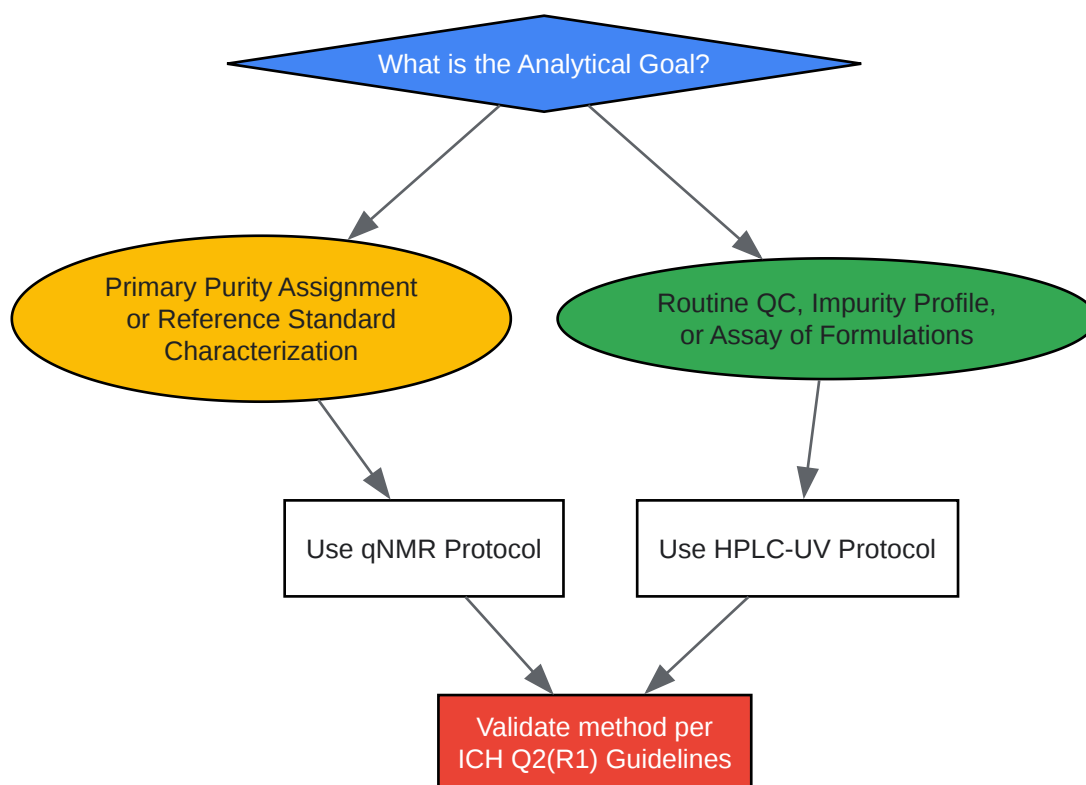 What is the Analytical Goal?
Primary Purity Assignment
or Reference Standard
Characterization
Routine QC, Impurity Profile,
or Assay of Formulations
Use qNMR Protocol
Use HPLC-UV Protocol
Validate method per
ICH Q2(R1) Guidelines